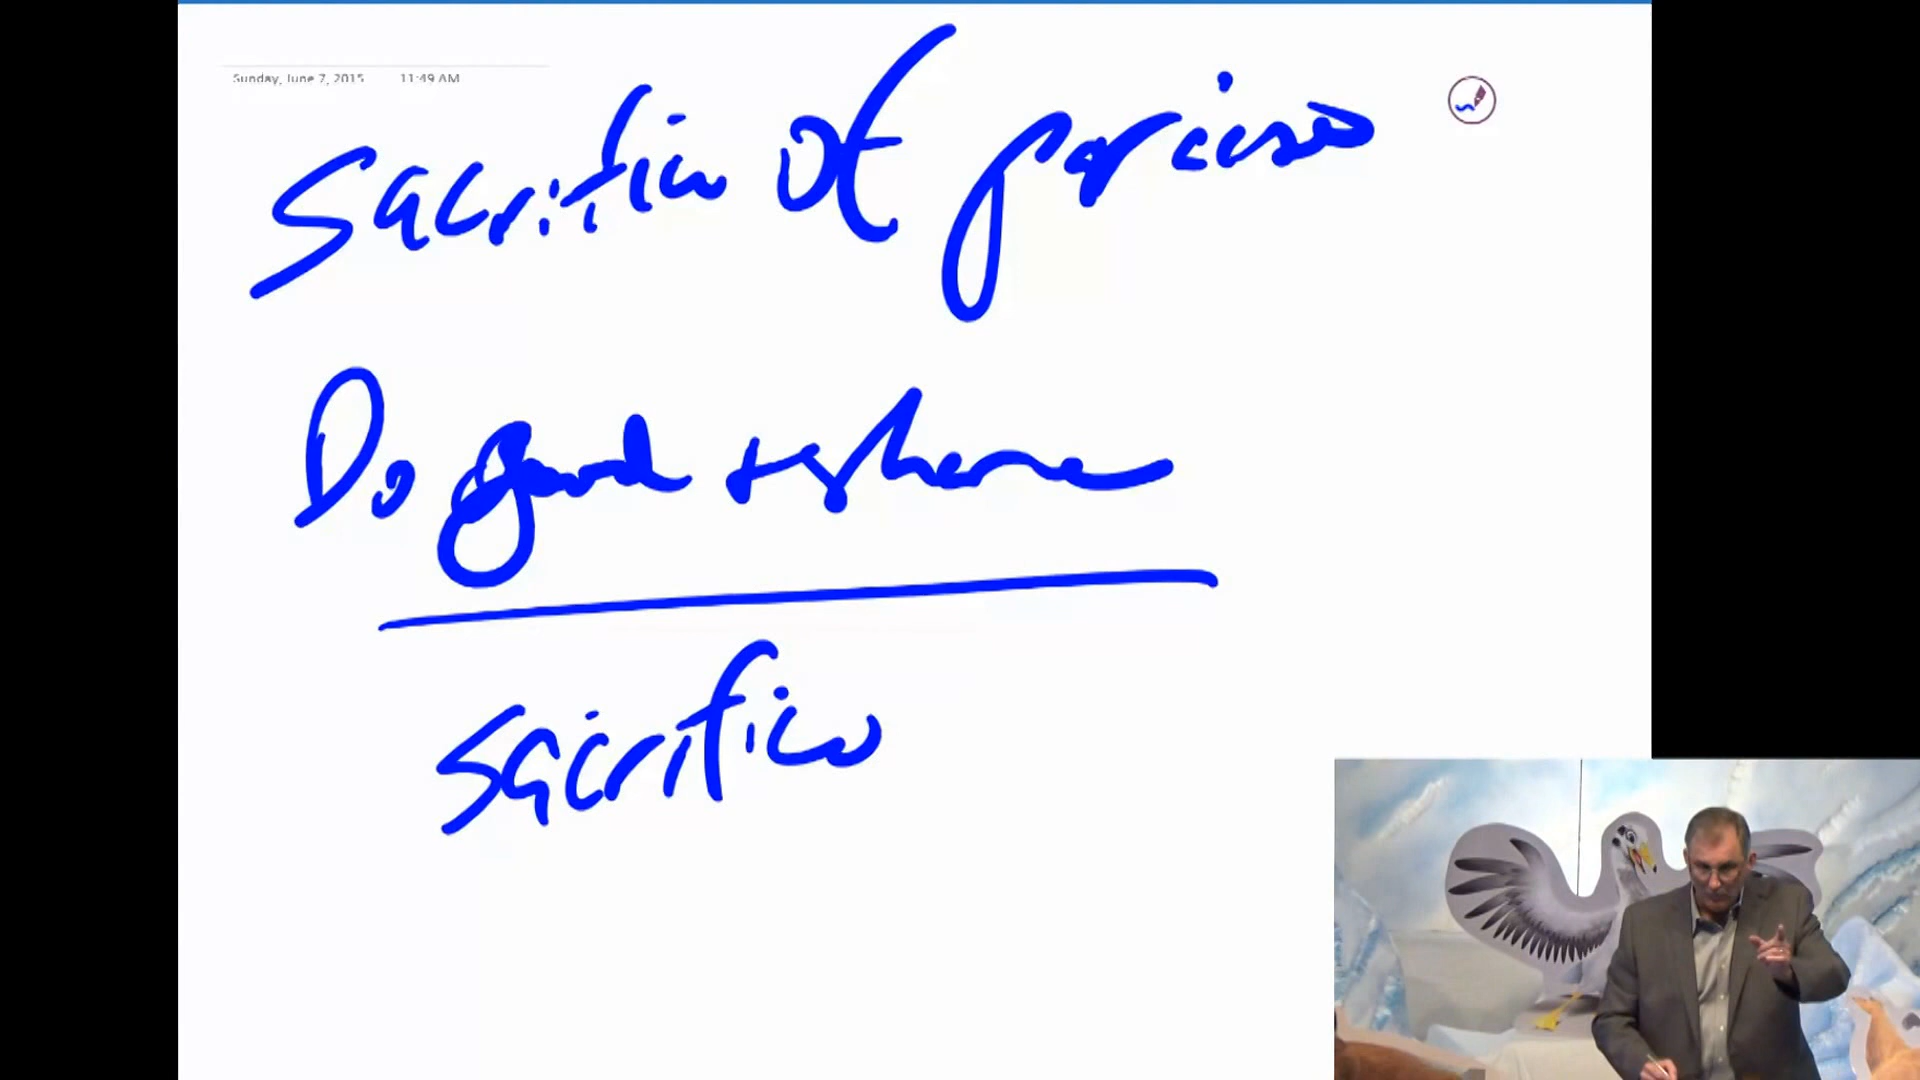 Sunday, June 7, 2015 11:49 AM
Sacrifice of praise
Do good + share
Sacrifice